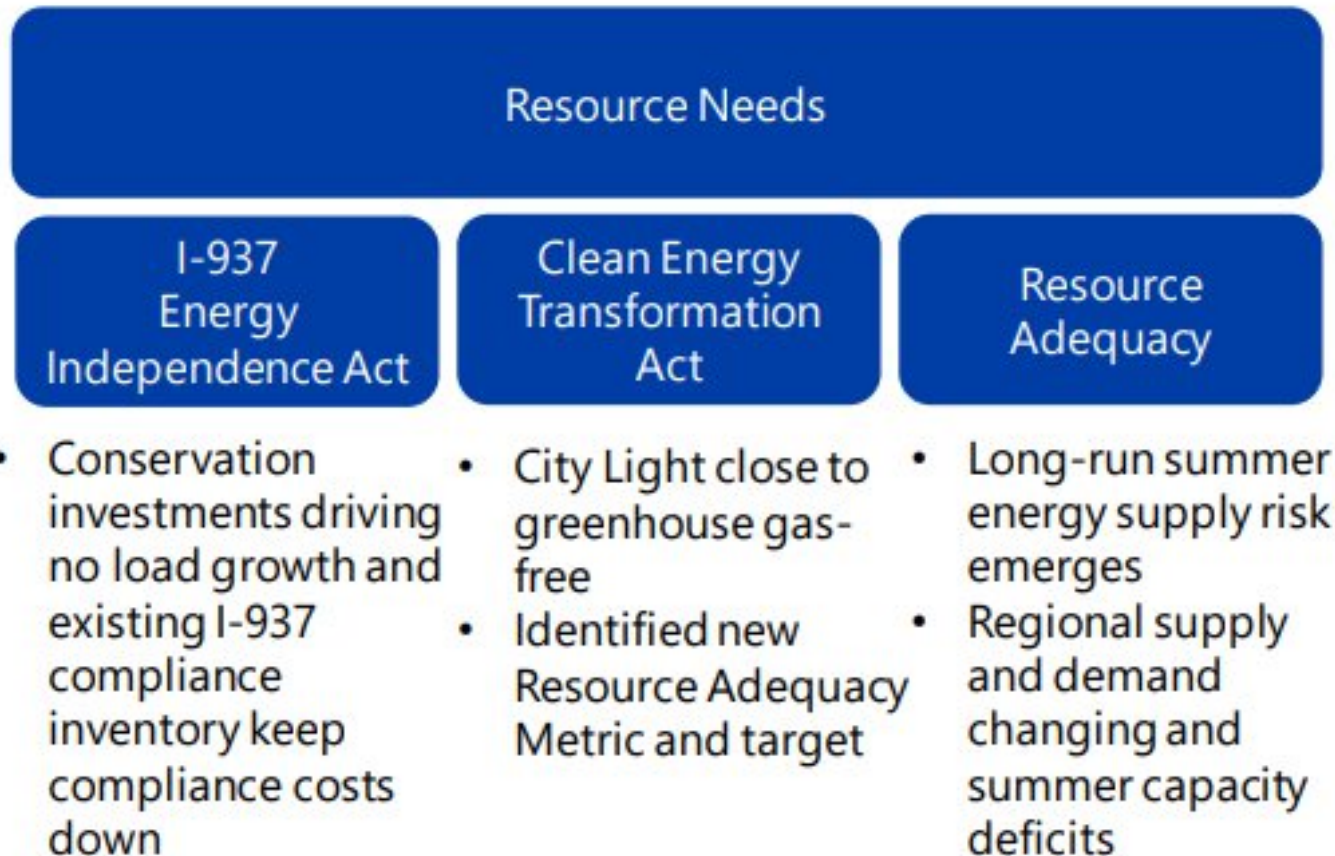 Resource Needs
I-937
Energy
Independence Act
Clean Energy
Transformation
Act
Resource
Adequacy
• Conservation
investments driving
no load growth and
existing I-937
compliance
inventory keep
compliance costs
down
• City Light close to
greenhouse gas-
free
• Identified new
Resource Adequacy
Metric and target
• Long-run summer
energy supply risk
emerges
• Regional supply
and demand
changing and
summer capacity
deficits